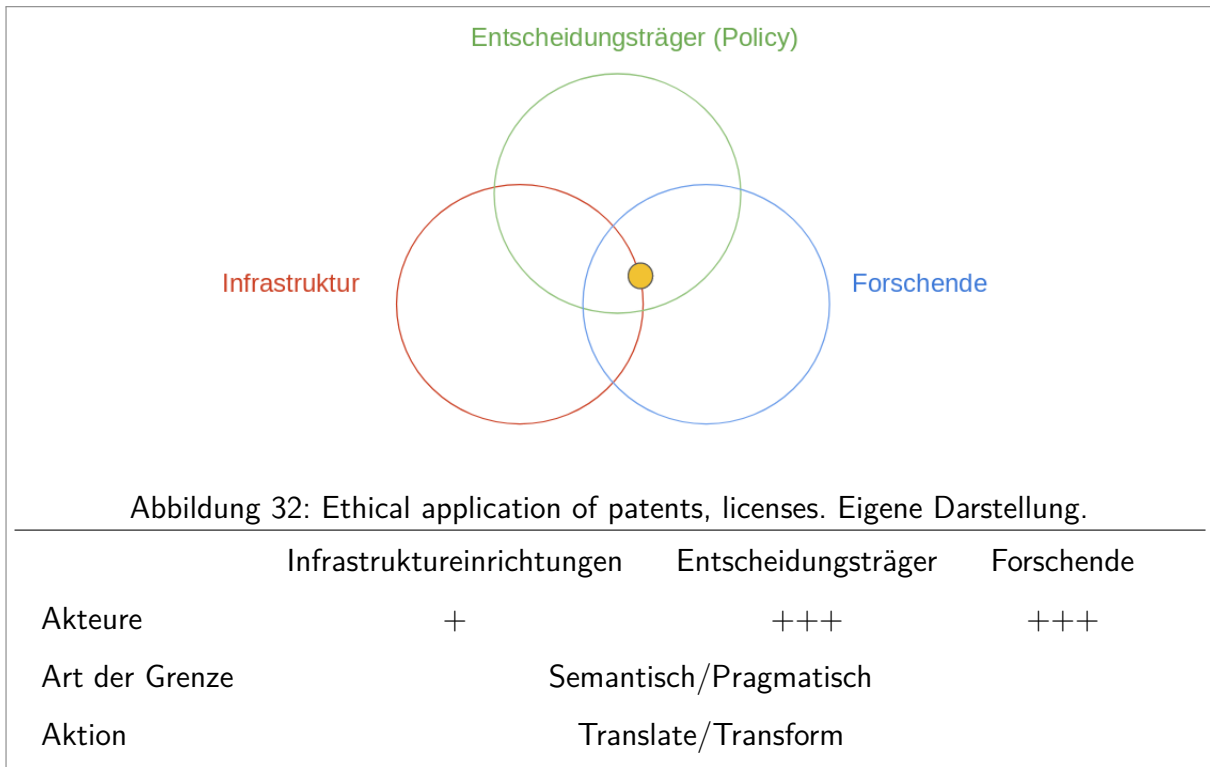 Entscheidungsträger (Policy)
Infrastruktur
Forschende
Abbildung 32: Ethical application of patents, licenses. Eigene Darstellung.
Infrastruktureinrichtungen Entscheidungsträger Forschende
Akteure + +++ +++
Art der Grenze Semantisch/Pragmatisch
Aktion Translate/Transform